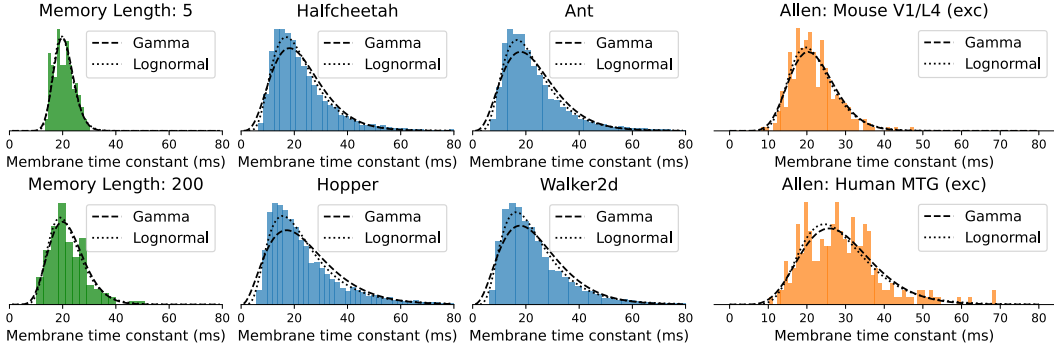 Memory Length: 5
Gamma
Lognormal
0 20 40 60 80
Membrane time constant (ms)
Halfcheetah
Gamma
Lognormal
0 20 40 60 80
Membrane time constant (ms)
Ant
Gamma
Lognormal
0 20 40 60 80
Membrane time constant (ms)
Allen: Mouse V1/L4 (exc)
Gamma
Lognormal
0 10 20 30 40 50 60 70 80
Membrane time constant (ms)
Memory Length: 200
Gamma
Lognormal
0 20 40 60 80
Membrane time constant (ms)
Hopper
Gamma
Lognormal
0 20 40 60 80
Membrane time constant (ms)
Walker2d
Gamma
Lognormal
0 20 40 60 80
Membrane time constant (ms)
Allen: Human MTG (exc)
Gamma
Lognormal
0 10 20 30 40 50 60 70 80
Membrane time constant (ms)